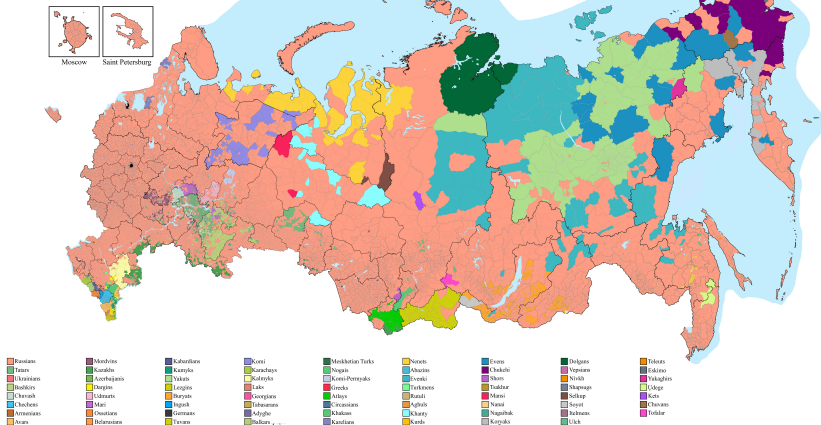 Moscow
Saint Petersburg
Russians
Tatars
Ukrainians
Bashkirs
Chuvash
Chechens
Armenians
Avars
Mordvins
Kazakhs
Azerbaijanis
Dargins
Udmurts
Mari
Ossetians
Belarusians
Kabardians
Kumyks
Yakuts
Lezgins
Buryats
Ingush
Germans
Tuvans
Komi
Karachays
Kalmyks
Laks
Georgians
Tabasarans
Adyghe
Balkars
Meskhetian Turks
Nogais
Komi-Permyaks
Greeks
Altays
Circassians
Khakass
Karelians
Nenets
Abazins
Evenki
Turkmens
Rutuli
Aghuls
Khanty
Kurds
Evens
Chukchi
Shors
Tsakhur
Mansi
Nanai
Nagaibak
Koryaks
Dolgans
Vepsians
Nivkh
Shapsugs
Selkup
Soyot
Itelmens
Ulch
Teleuts
Eskimo
Yukaghirs
Udege
Kets
Chuvans
Tofalar